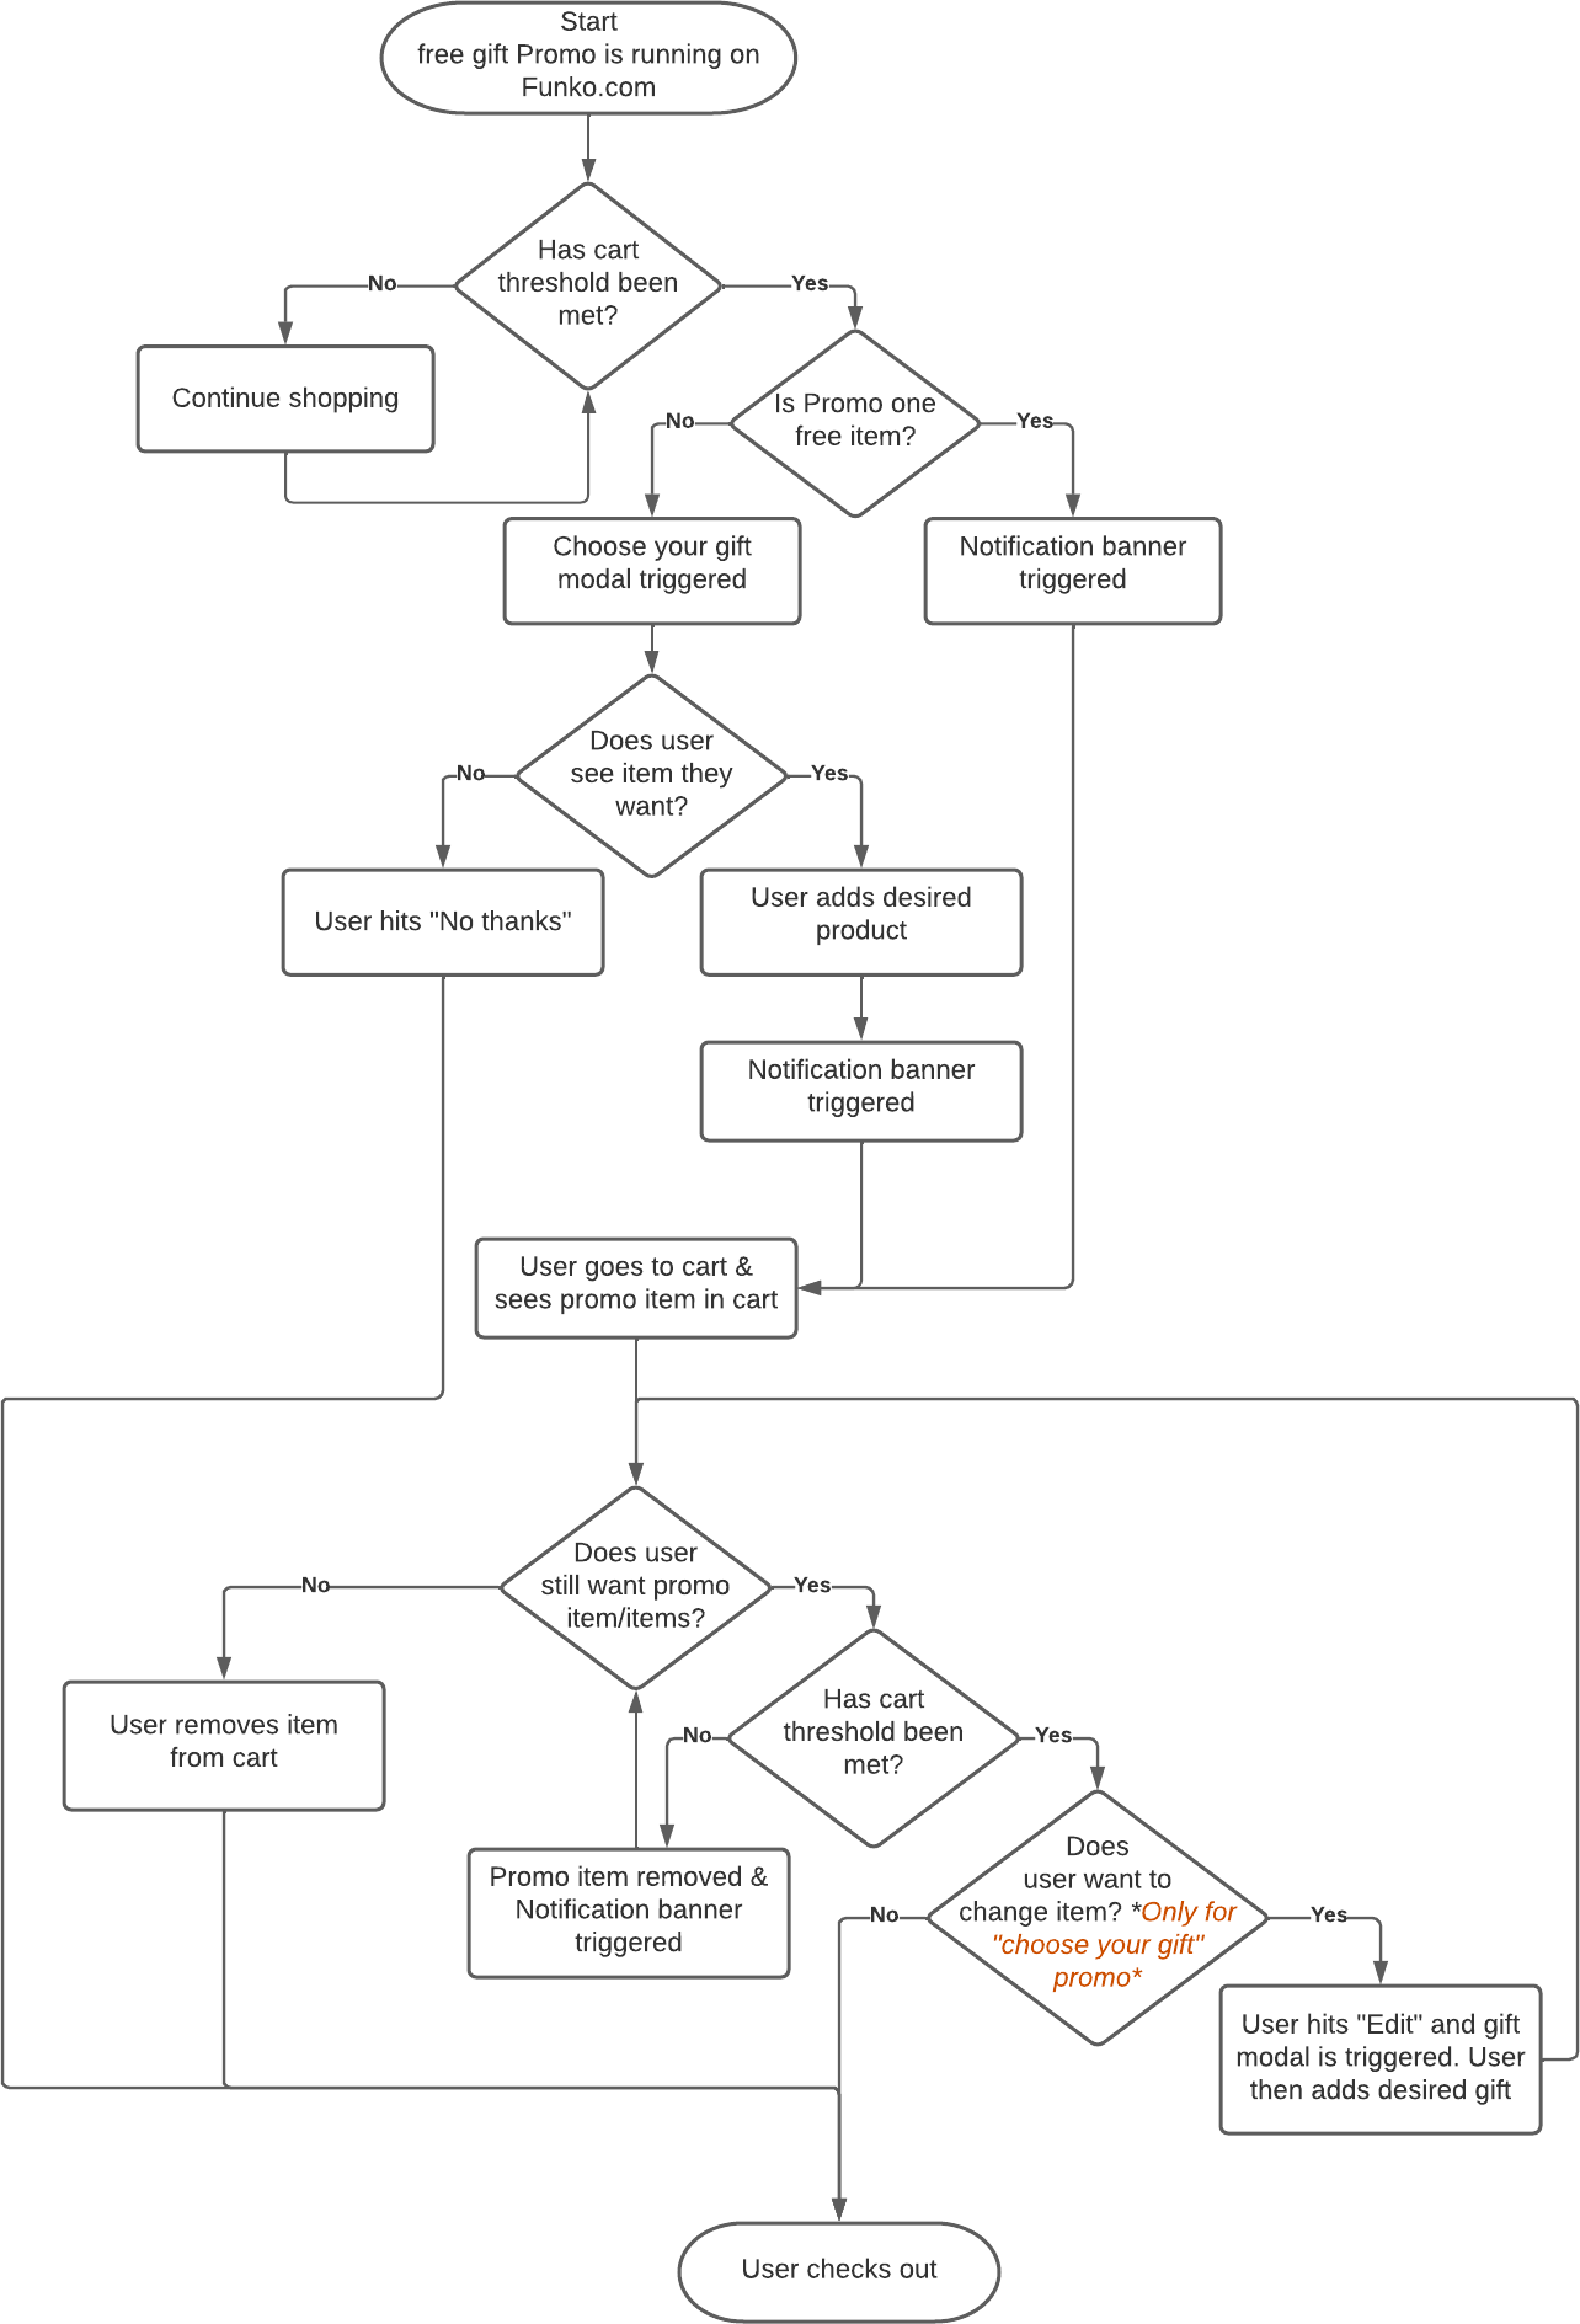 Start
free gift Promo is running on
Funko.com
Has cart
threshold been
met?
No
Yes
Continue shopping
Is Promo one
free item?
No
Yes
Choose your gift
modal triggered
Notification banner
triggered
Does user
see item they
want?
No
Yes
User hits "No thanks"
User adds desired
product
Notification banner
triggered
User goes to cart &
sees promo item in cart
Does user
still want promo
item/items?
No
Yes
User removes item
from cart
Has cart
threshold been
met?
No
Yes
Promo item removed &
Notification banner
triggered
Does
user want to
change item? *Only for
"choose your gift"
promo*
No
Yes
User hits "Edit" and gift
modal is triggered. User
then adds desired gift
User checks out